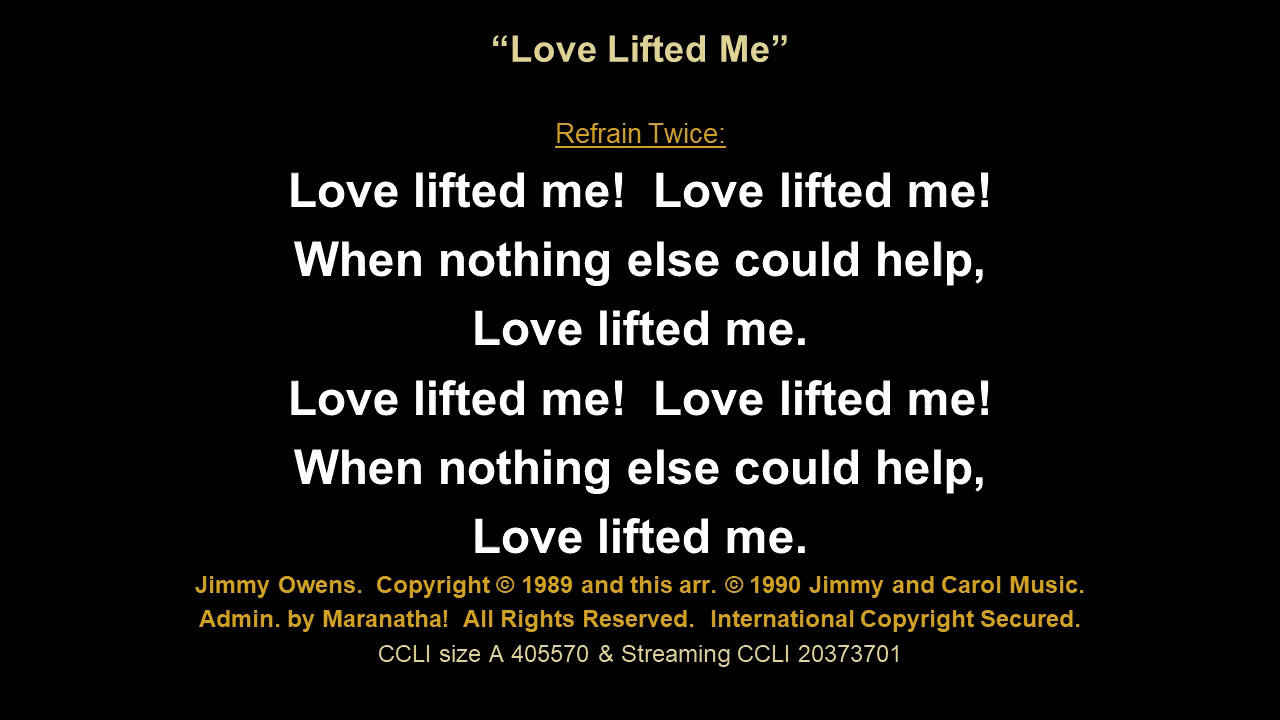 “Love Lifted Me”
Refrain Twice:
Love lifted me!  Love lifted me!
When nothing else could help,
Love lifted me.
Love lifted me!  Love lifted me!
When nothing else could help,
Love lifted me.
Jimmy Owens.  Copyright © 1989 and this arr. © 1990 Jimmy and Carol Music.
Admin. by Maranatha!  All Rights Reserved.  International Copyright Secured.
CCLI size A 405570 & Streaming CCLI 20373701